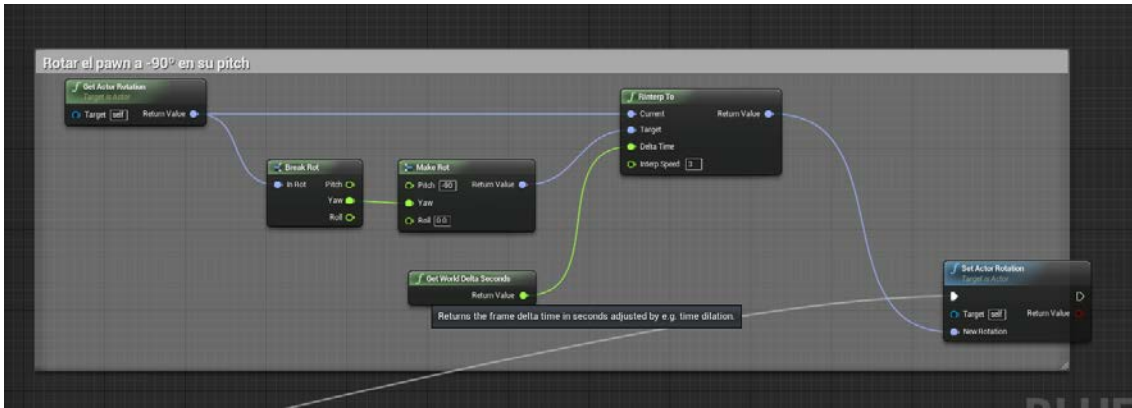 Rotar el pawn a -90º en su pitch
f Get Actor Rotation
Target is Actor
Target self Return Value
f RInterp To
Current Return Value
Target
Delta Time
Interp Speed 3
Break Rot
In Rot Pitch
Yaw
Roll
Make Rot
Pitch -90 Return Value
Yaw
Roll 0.0
f Get World Delta Seconds
Return Value
Returns the frame delta time in seconds adjusted by e.g. time dilation.
f Set Actor Rotation
Target is Actor
Target self Return Value
New Rotation